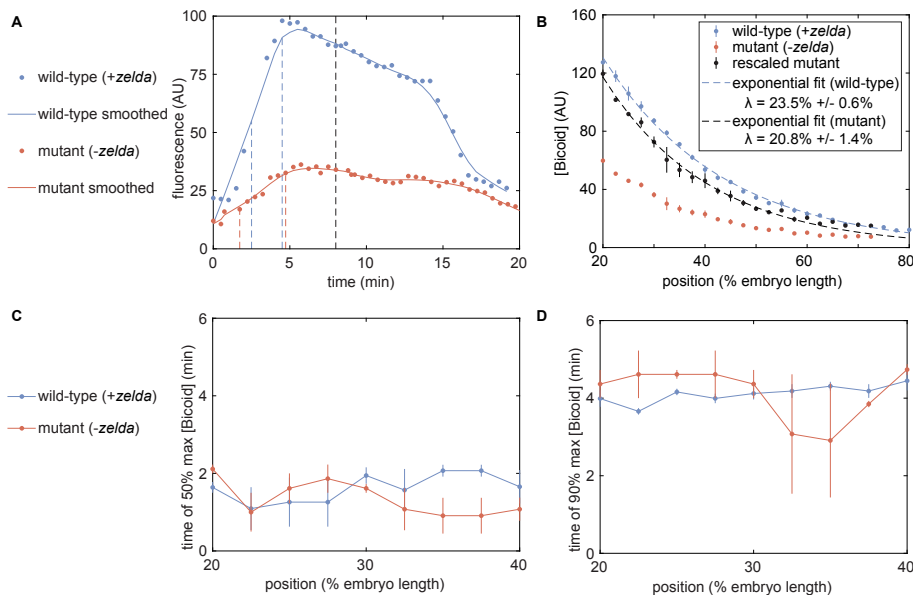 A
wild-type (+zelda)
wild-type smoothed
mutant (-zelda)
mutant smoothed
fluorescence (AU)
100
75
50
25
0
0
5
10
15
20
time (min)
B
[Bicoid] (AU)
160
120
80
40
0
20
40
60
80
position (% embryo length)
wild-type (+zelda)
mutant (-zelda)
rescaled mutant
exponential fit (wild-type)
λ = 23.5% +/- 0.6%
exponential fit (mutant)
λ = 20.8% +/- 1.4%
C
wild-type (+zelda)
mutant (-zelda)
time of 50% max [Bicoid] (min)
6
4
2
0
20
30
40
position (% embryo length)
D
time of 90% max [Bicoid] (min)
6
4
2
0
20
30
40
position (% embryo length)